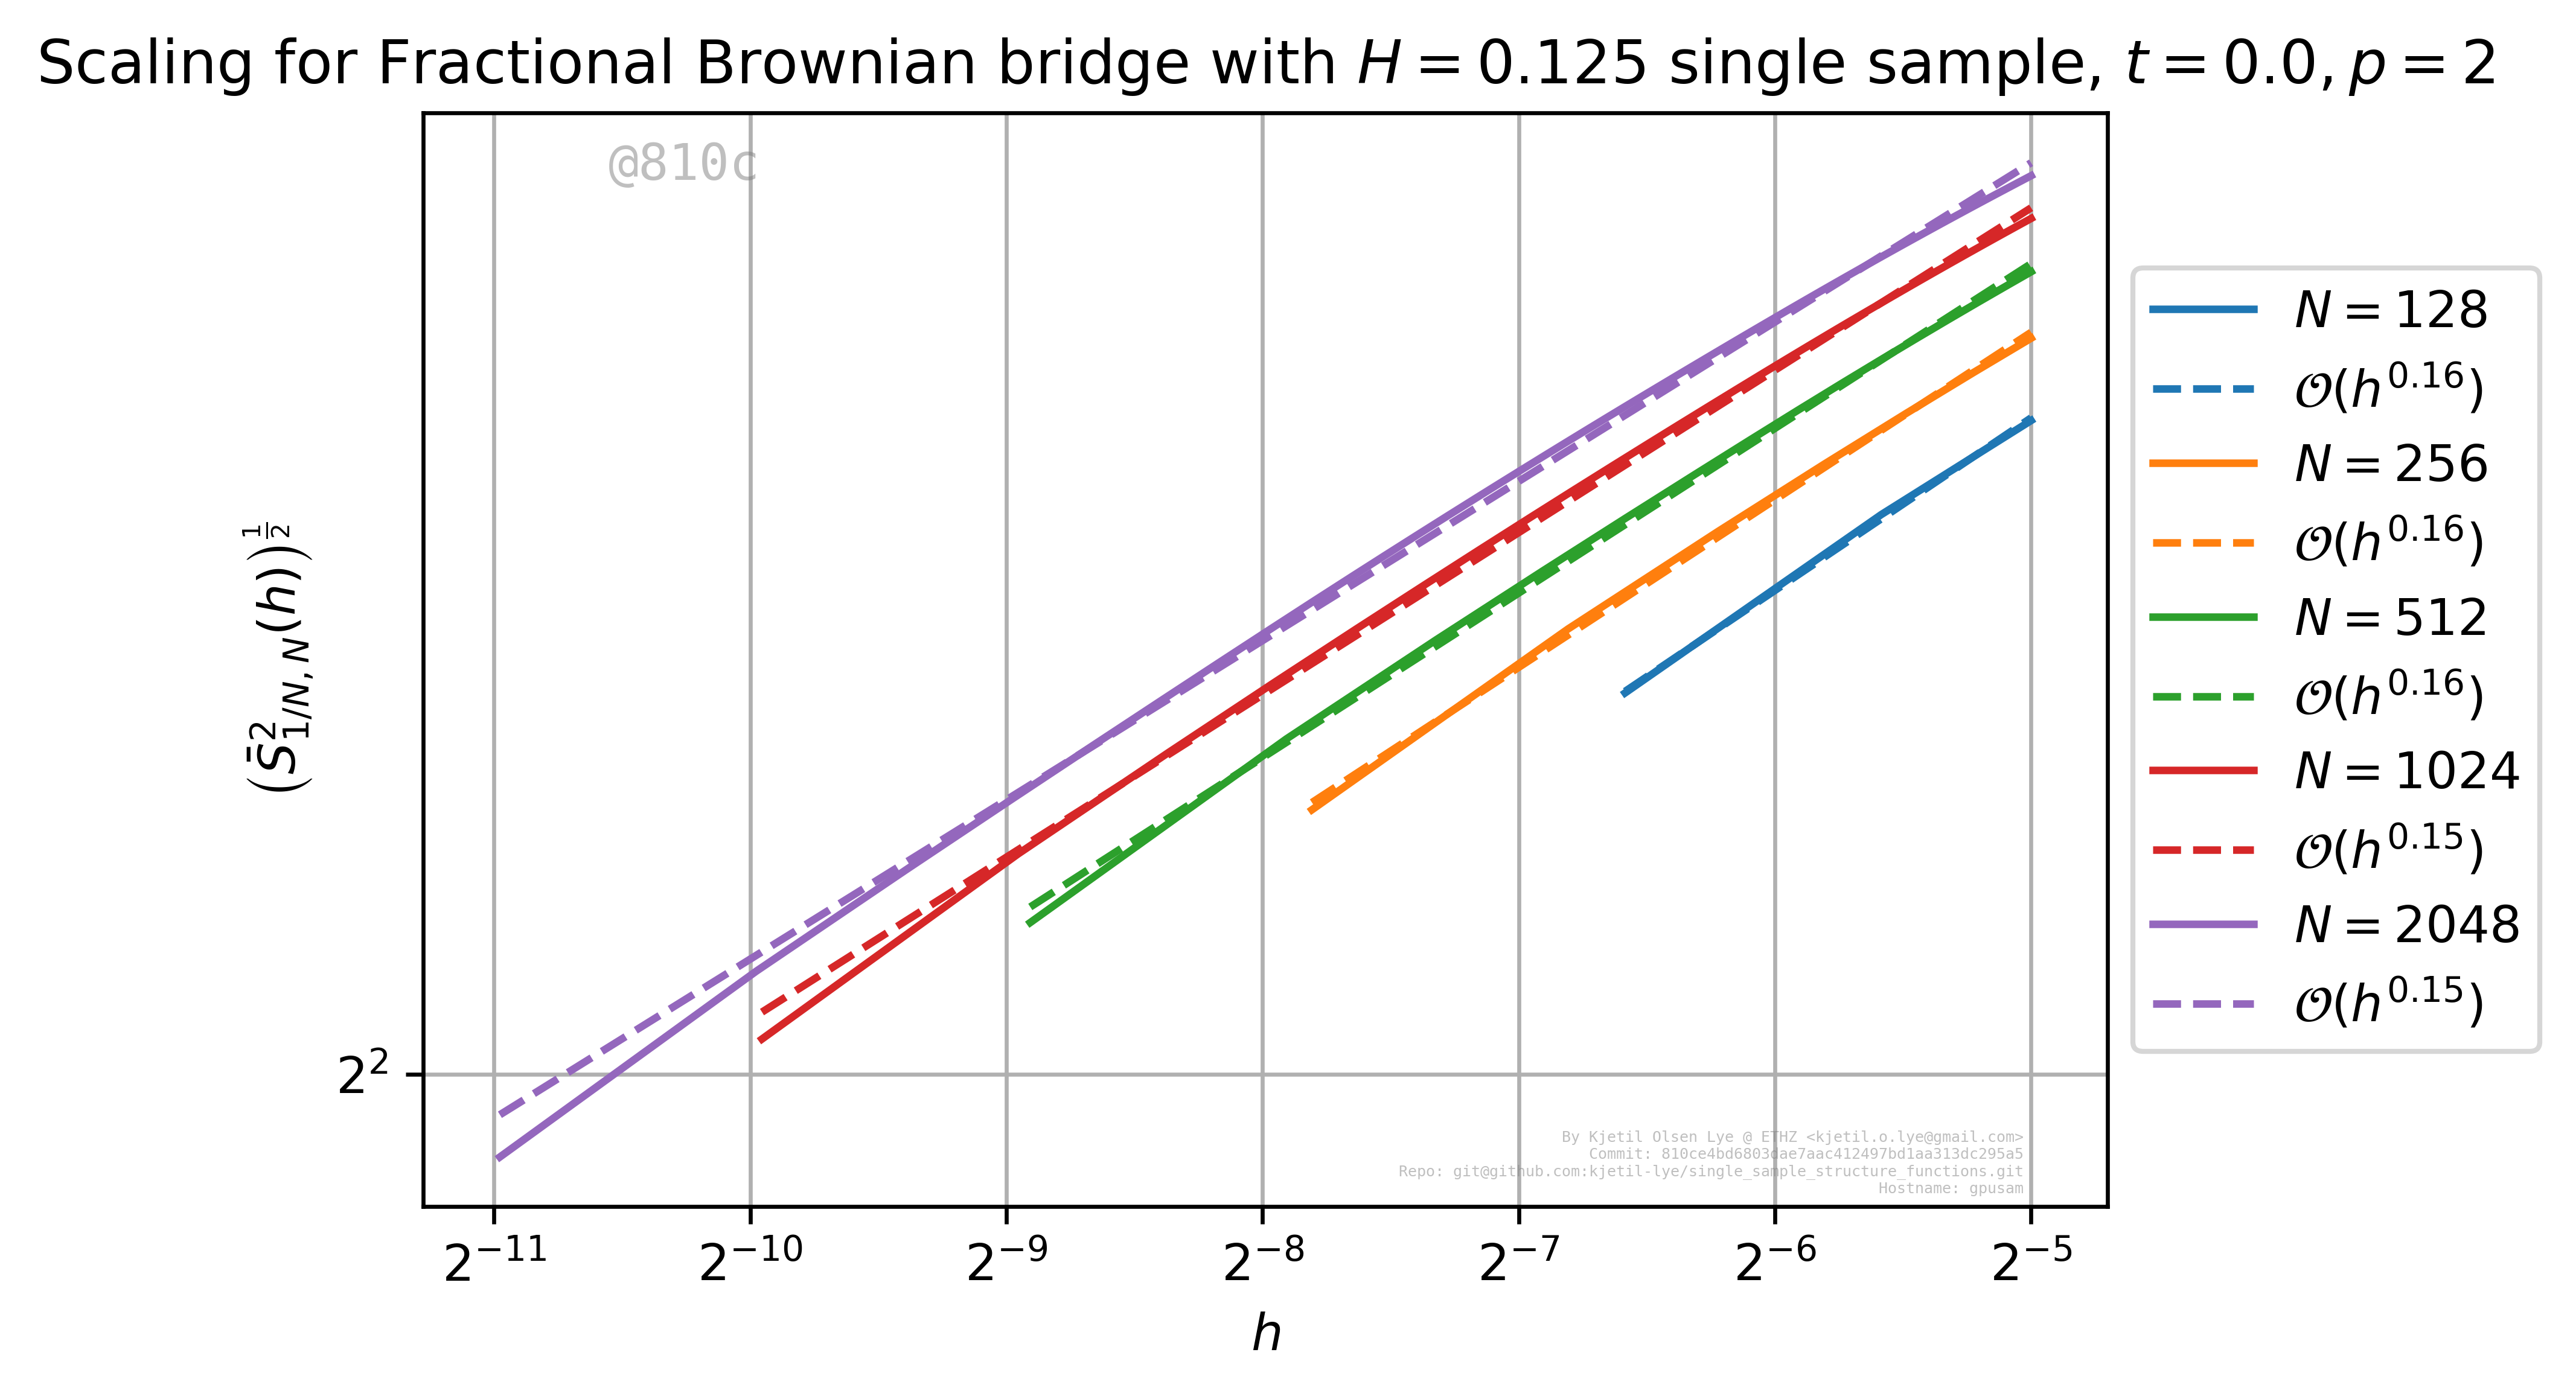 Scaling for Fractional Brownian bridge with H = 0.125 single sample, t = 0.0, p = 2
@810c
(S̄²₁/N, N(h))^½
2²
2⁻¹¹ 2⁻¹⁰ 2⁻⁹ 2⁻⁸ 2⁻⁷ 2⁻⁶ 2⁻⁵
h
By Kjetil Olsen Lye @ ETHZ <kjetil.o.lye@gmail.com>
Commit: 810ce4bd6803dae7aac412497bd1aa313dc295a5
Repo: git@github.com:kjetil-lye/single_sample_structure_functions.git
Hostname: gpusam
N = 128
𝒪(h^0.16)
N = 256
𝒪(h^0.16)
N = 512
𝒪(h^0.16)
N = 1024
𝒪(h^0.15)
N = 2048
𝒪(h^0.15)